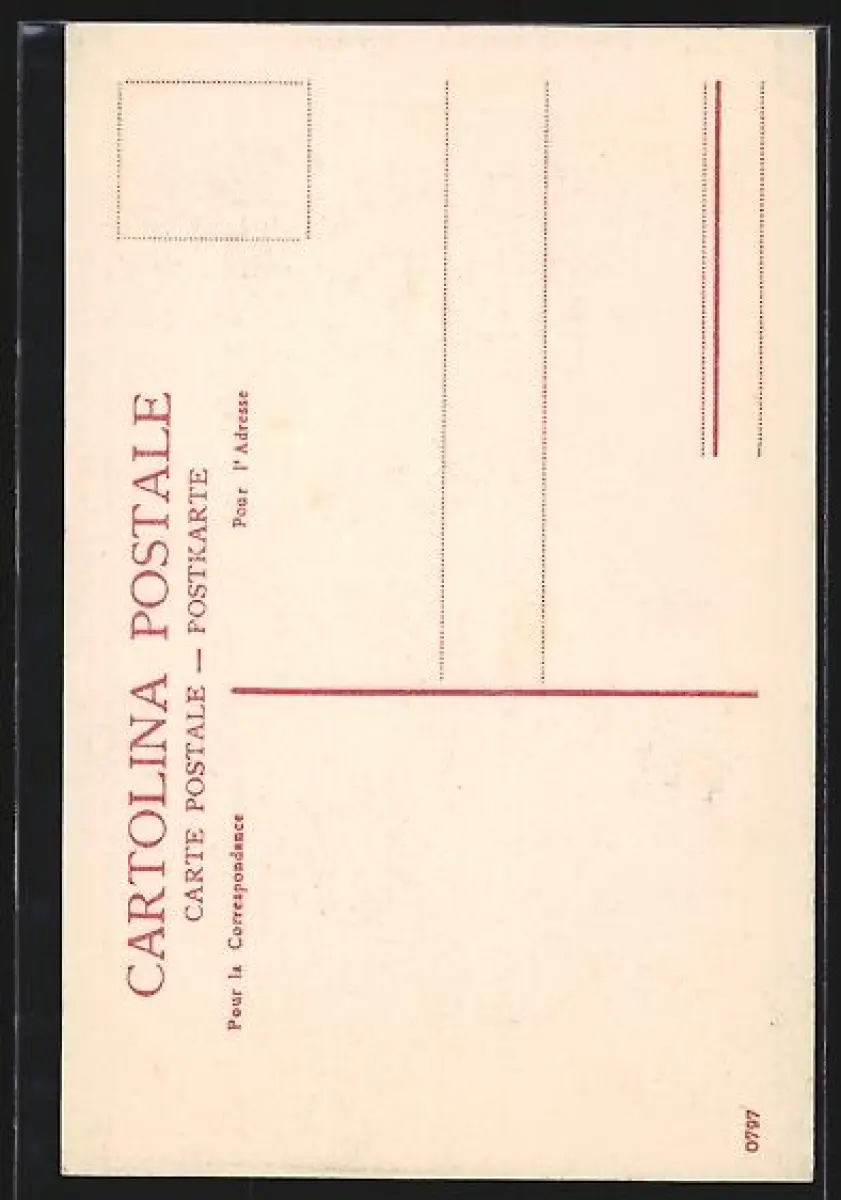 CARTOLINA POSTALE
CARTE POSTALE — POSTKARTE
Pour la Correspondance
Pour l'Adresse
0797